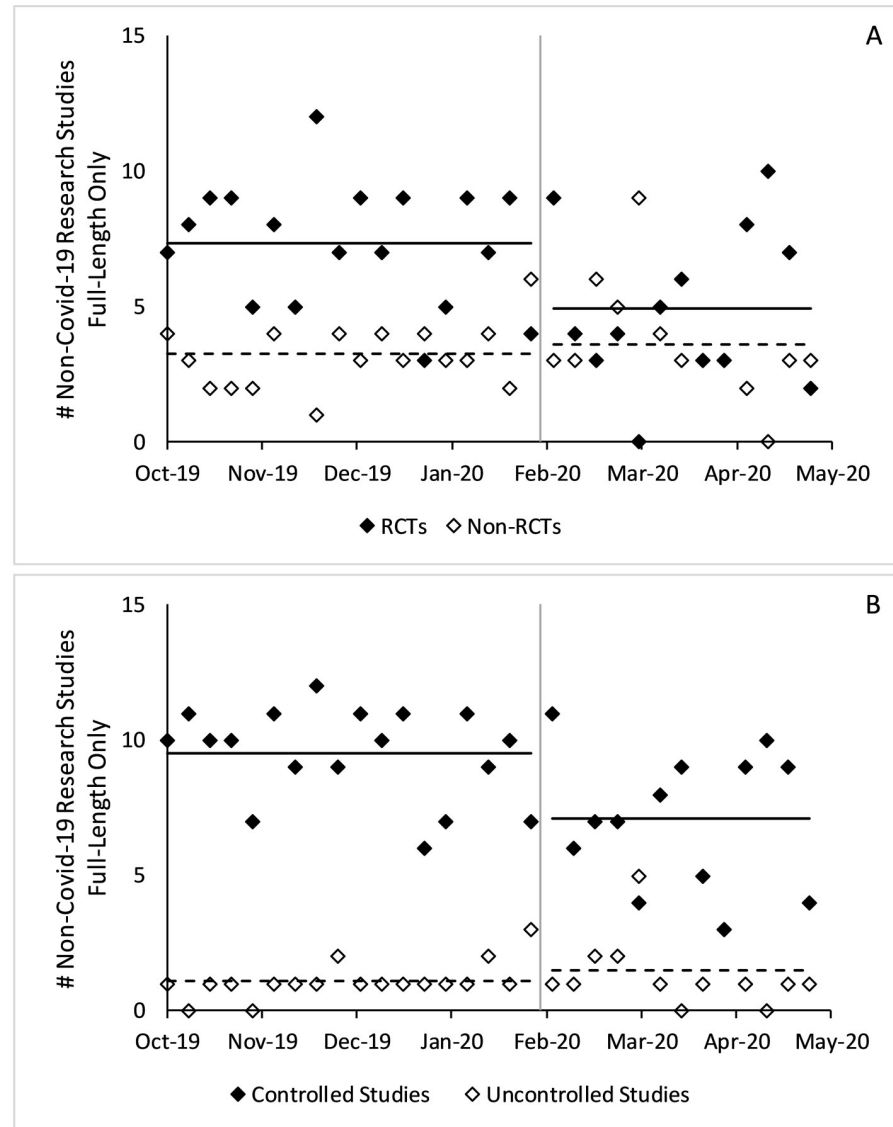 A
# Non-Covid-19 Research Studies
Full-Length Only
15
10
5
0
Oct-19 Nov-19 Dec-19 Jan-20 Feb-20 Mar-20 Apr-20 May-20
RCTs Non-RCTs
B
# Non-Covid-19 Research Studies
Full-Length Only
15
10
5
0
Oct-19 Nov-19 Dec-19 Jan-20 Feb-20 Mar-20 Apr-20 May-20
Controlled Studies Uncontrolled Studies